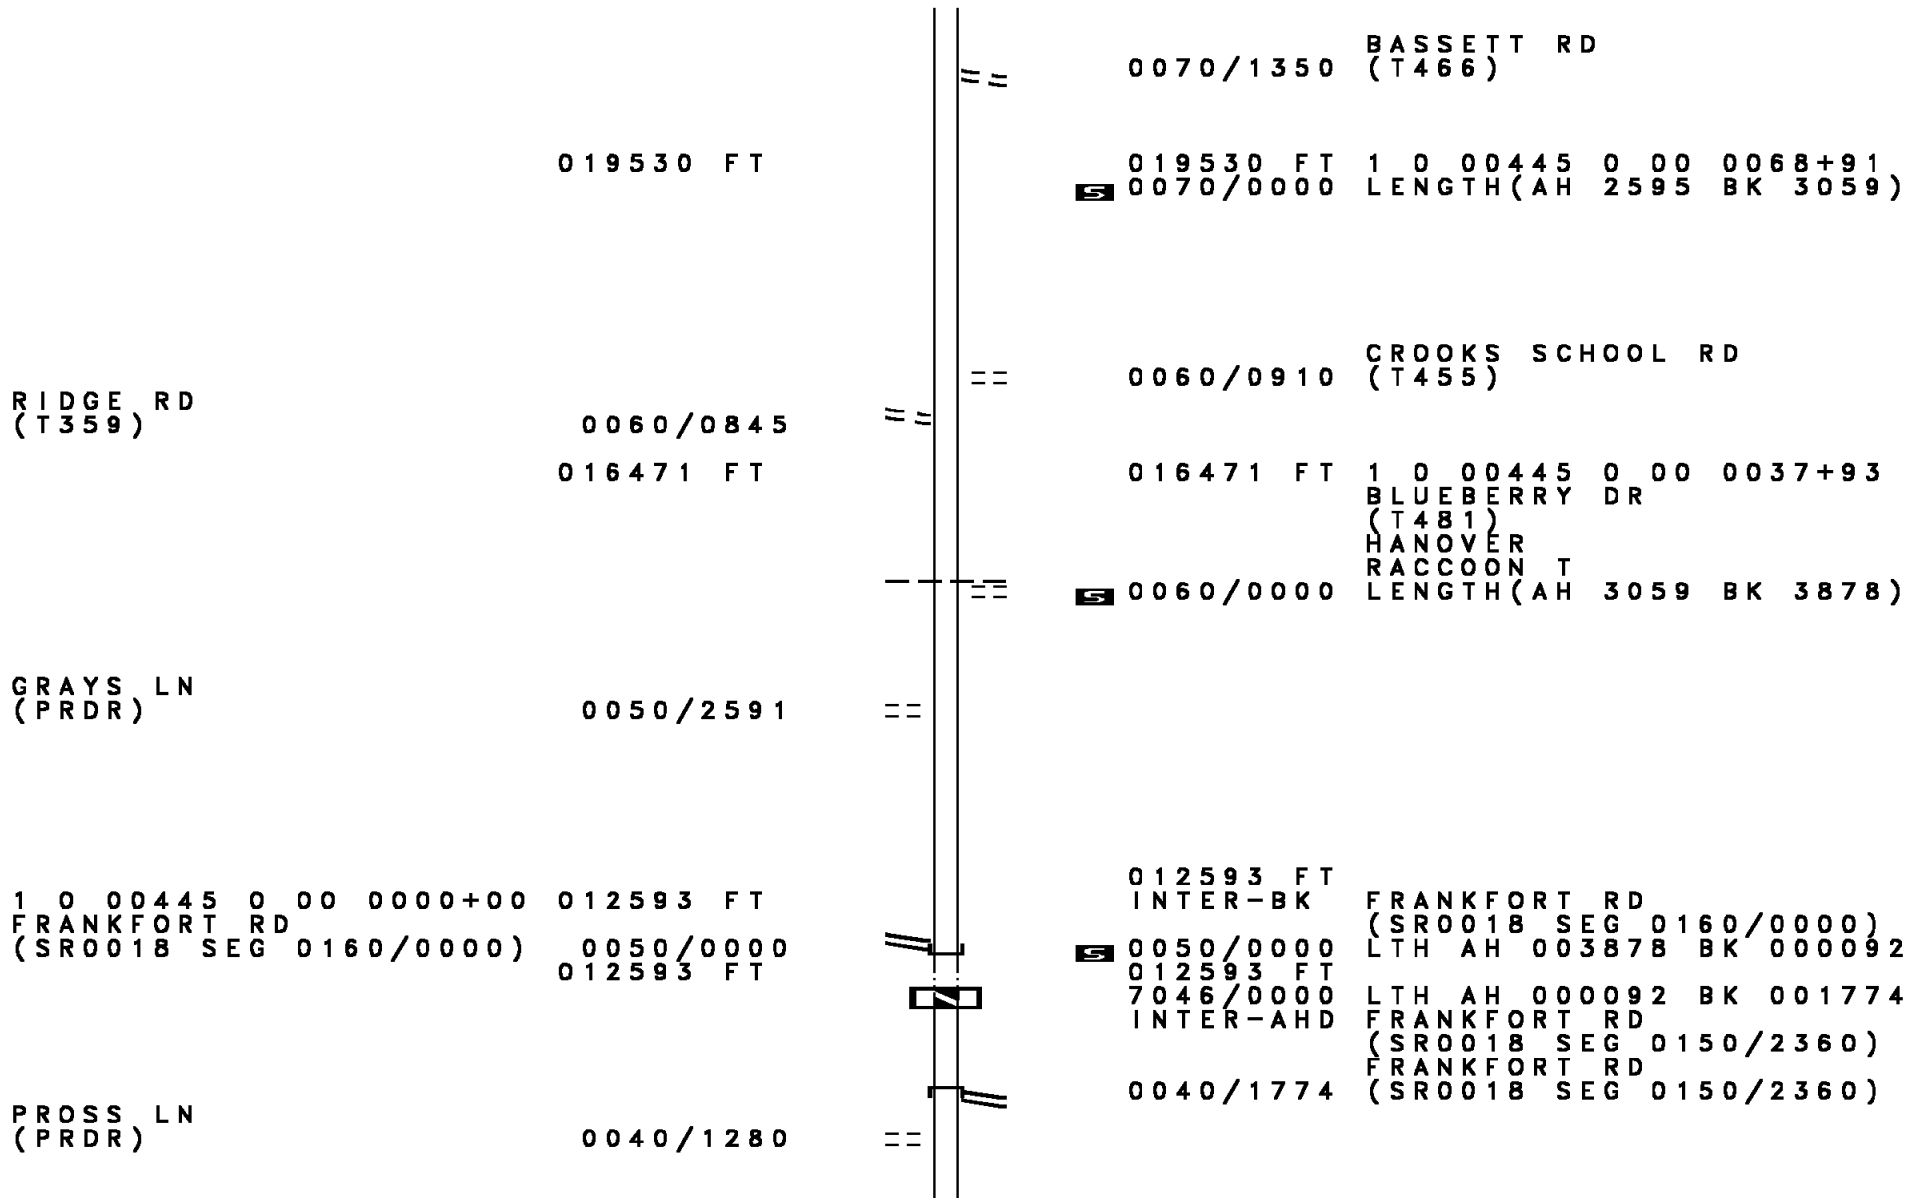 BASSETT RD
0070/1350 (T466)
019530 FT 019530 FT 1 0 00445 0 00 0068+91
S 0070/0000 LENGTH(AH 2595 BK 3059)
CROOKS SCHOOL RD
0060/0910 (T455)
RIDGE RD
(T359) 0060/0845
016471 FT 016471 FT 1 0 00445 0 00 0037+93
BLUEBERRY DR
(T481)
HANOVER
RACCOON T
S 0060/0000 LENGTH(AH 3059 BK 3878)
GRAYS LN
(PRDR) 0050/2591
012593 FT
1 0 00445 0 00 0000+00 012593 FT INTER-BK FRANKFORT RD
FRANKFORT RD (SR0018 SEG 0160/0000)
(SR0018 SEG 0160/0000) 0050/0000 S 0050/0000 LTH AH 003878 BK 000092
012593 FT 012593 FT
7046/0000 LTH AH 000092 BK 001774
INTER-AHD FRANKFORT RD
(SR0018 SEG 0150/2360)
FRANKFORT RD
0040/1774 (SR0018 SEG 0150/2360)
PROSS LN
(PRDR) 0040/1280